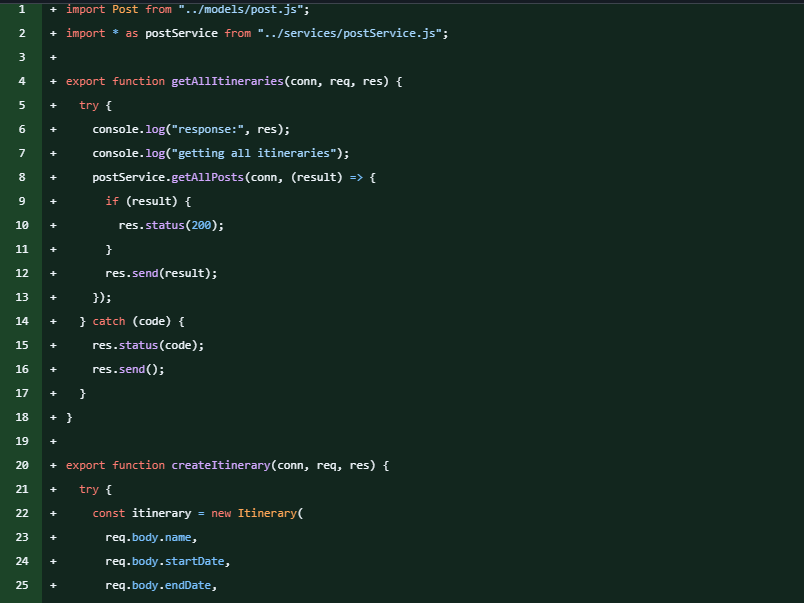 1 + import Post from "../models/post.js";
2 + import * as postService from "../services/postService.js";
3 +
4 + export function getAllItineraries(conn, req, res) {
5 +   try {
6 +     console.log("response:", res);
7 +     console.log("getting all itineraries");
8 +     postService.getAllPosts(conn, (result) => {
9 +       if (result) {
10 +         res.status(200);
11 +       }
12 +       res.send(result);
13 +     });
14 +   } catch (code) {
15 +     res.status(code);
16 +     res.send();
17 +   }
18 + }
19 +
20 + export function createItinerary(conn, req, res) {
21 +   try {
22 +     const itinerary = new Itinerary(
23 +       req.body.name,
24 +       req.body.startDate,
25 +       req.body.endDate,